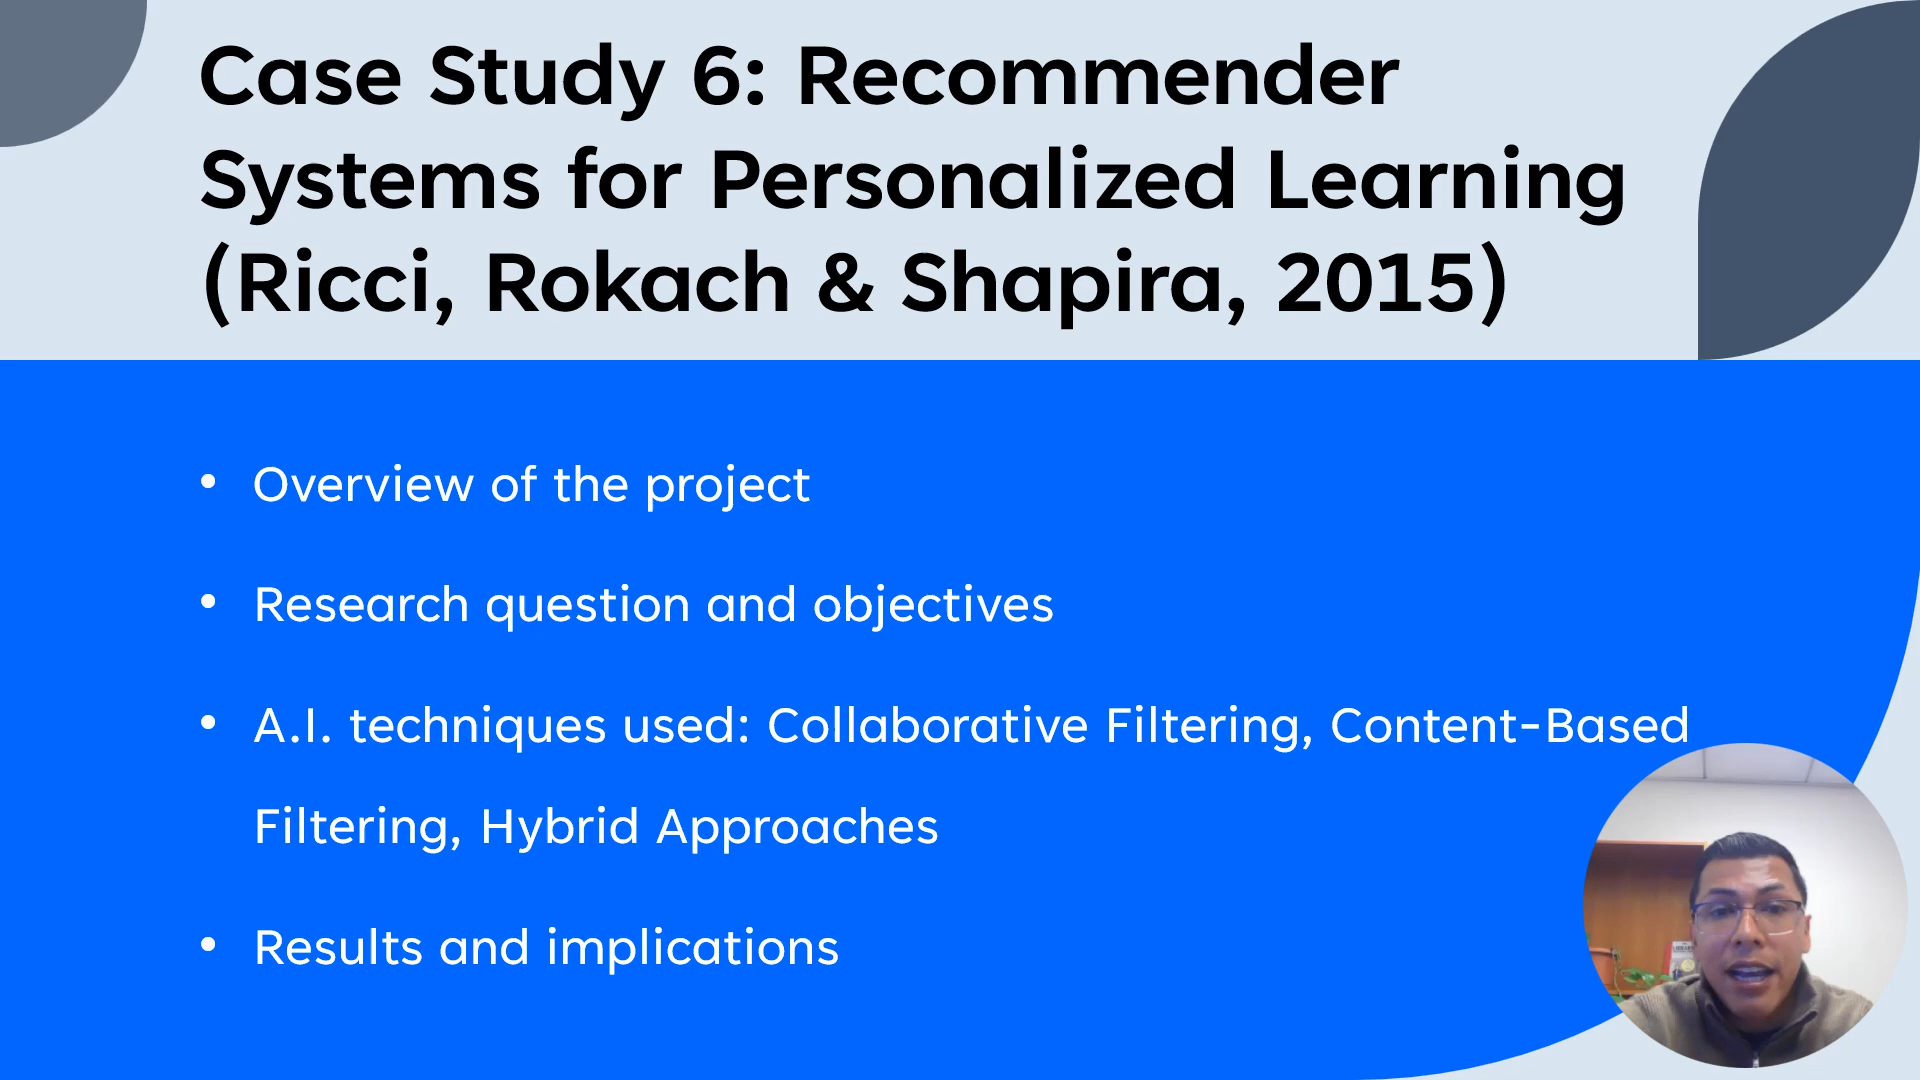 Case Study 6: Recommender
Systems for Personalized Learning
(Ricci, Rokach & Shapira, 2015)
• Overview of the project
• Research question and objectives
• A.I. techniques used: Collaborative Filtering, Content-Based
Filtering, Hybrid Approaches
• Results and implications